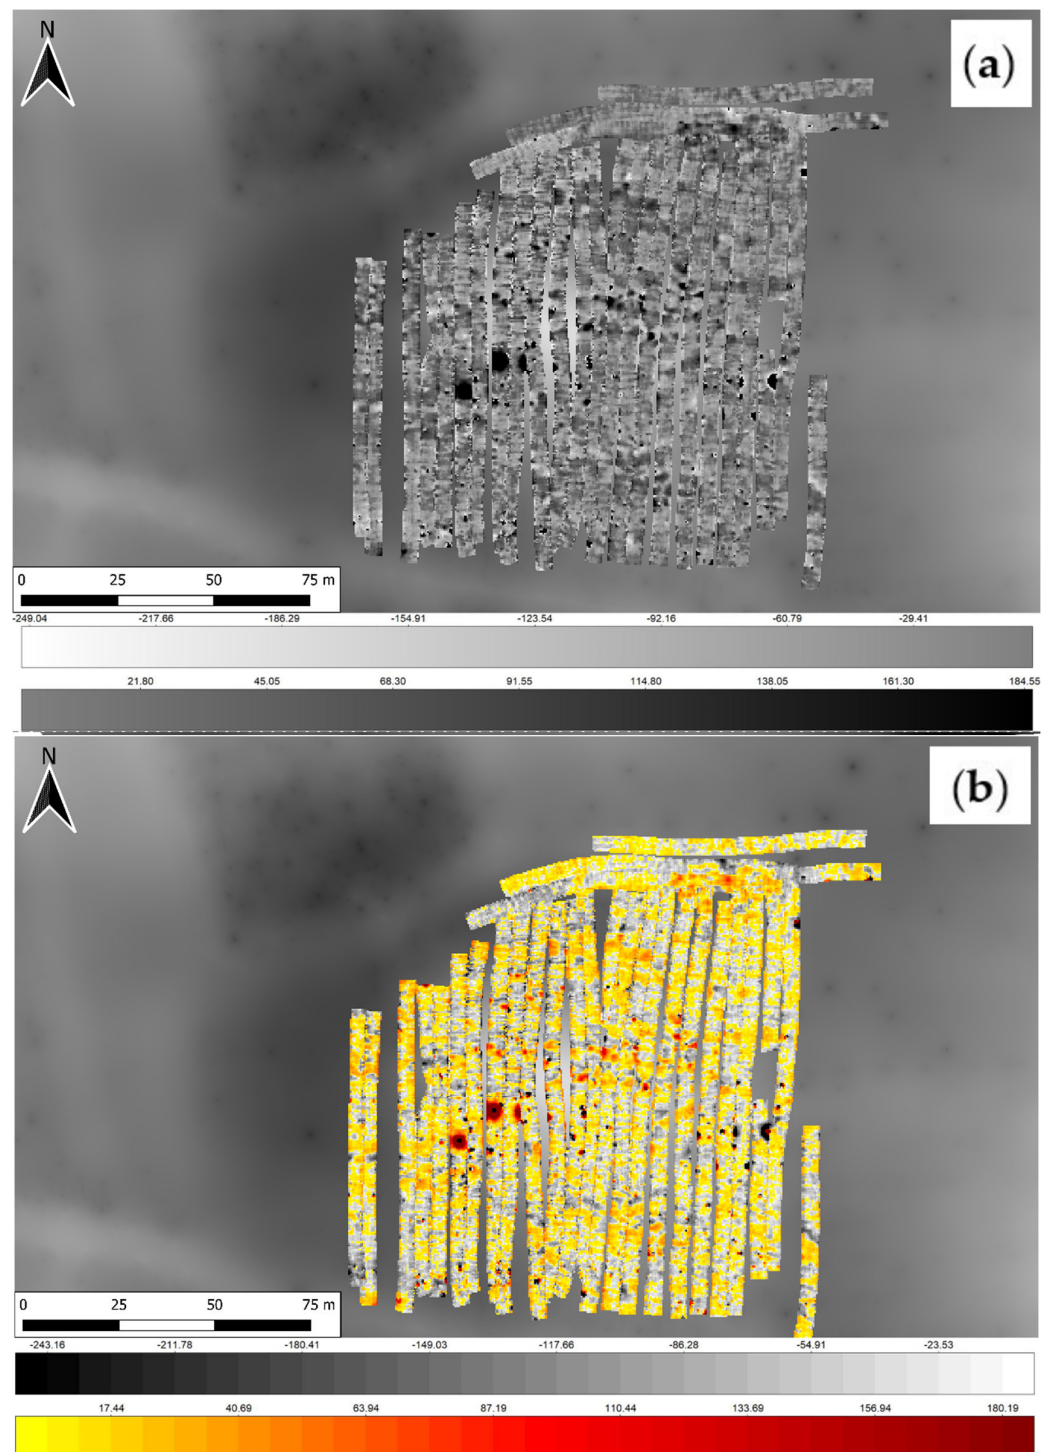 N
(a)
0 25 50 75 m
-249.04 -217.66 -186.29 -154.91 -123.54 -92.16 -60.79 -29.41
21.80 45.05 68.30 91.55 114.80 138.05 161.30 184.55
N
(b)
0 25 50 75 m
-243.16 -211.78 -180.41 -149.03 -117.66 -86.28 -54.91 -23.53
17.44 40.69 63.94 87.19 110.44 133.69 156.94 180.19